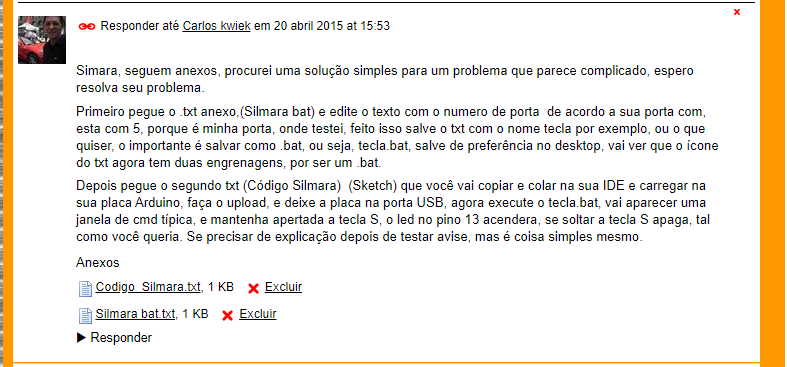 Responder até Carlos kwiek em 20 abril 2015 at 15:53
Simara, seguem anexos, procurei uma solução simples para um problema que parece complicado, espero
resolva seu problema.
Primeiro pegue o .txt anexo,(Silmara bat) e edite o texto com o numero de porta de acordo a sua porta com,
esta com 5, porque é minha porta, onde testei, feito isso salve o txt com o nome tecla por exemplo, ou o que
quiser, o importante é salvar como .bat, ou seja, tecla.bat, salve de preferência no desktop, vai ver que o ícone
do txt agora tem duas engrenagens, por ser um .bat.
Depois pegue o segundo txt (Código Silmara) (Sketch) que você vai copiar e colar na sua IDE e carregar na
sua placa Arduino, faça o upload, e deixe a placa na porta USB, agora execute o tecla.bat, vai aparecer uma
janela de cmd típica, e mantenha apertada a tecla S, o led no pino 13 acendera, se soltar a tecla S apaga, tal
como você queria. Se precisar de explicação depois de testar avise, mas é coisa simples mesmo.
Anexos
Codigo_Silmara.txt, 1 KB Excluir
Silmara bat.txt, 1 KB Excluir
Responder